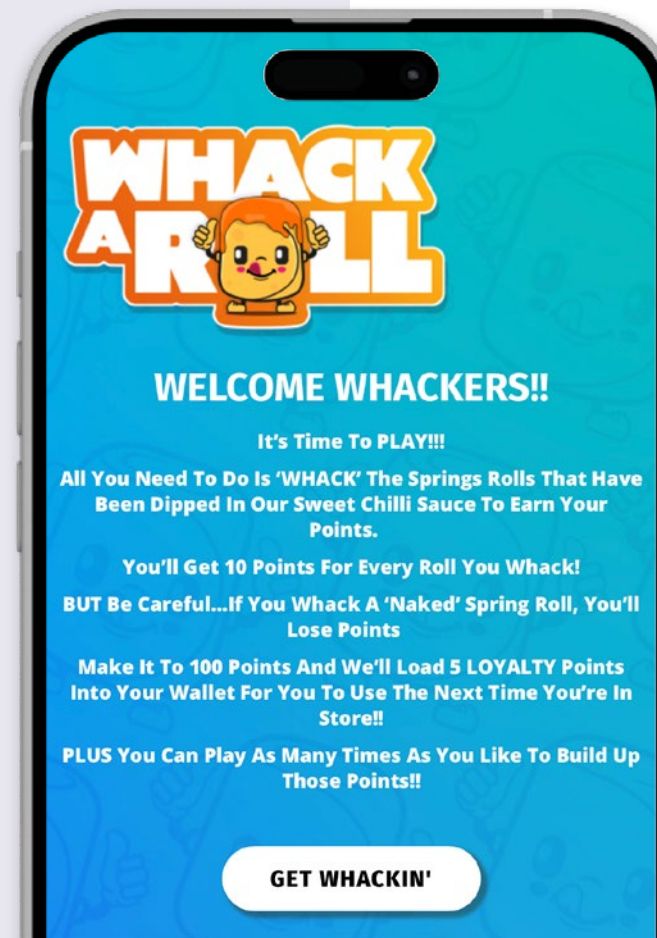 WHACK
A ROLL
WELCOME WHACKERS!!
It's Time To PLAY!!!
All You Need To Do Is ‘WHACK’ The Springs Rolls That Have
Been Dipped In Our Sweet Chilli Sauce To Earn Your
Points.
You'll Get 10 Points For Every Roll You Whack!
BUT Be Careful...If You Whack A ‘Naked’ Spring Roll, You'll
Lose Points
Make It To 100 Points And We'll Load 5 LOYALTY Points
Into Your Wallet For You To Use The Next Time You're In
Store!!
PLUS You Can Play As Many Times As You Like To Build Up
Those Points!!
GET WHACKIN'